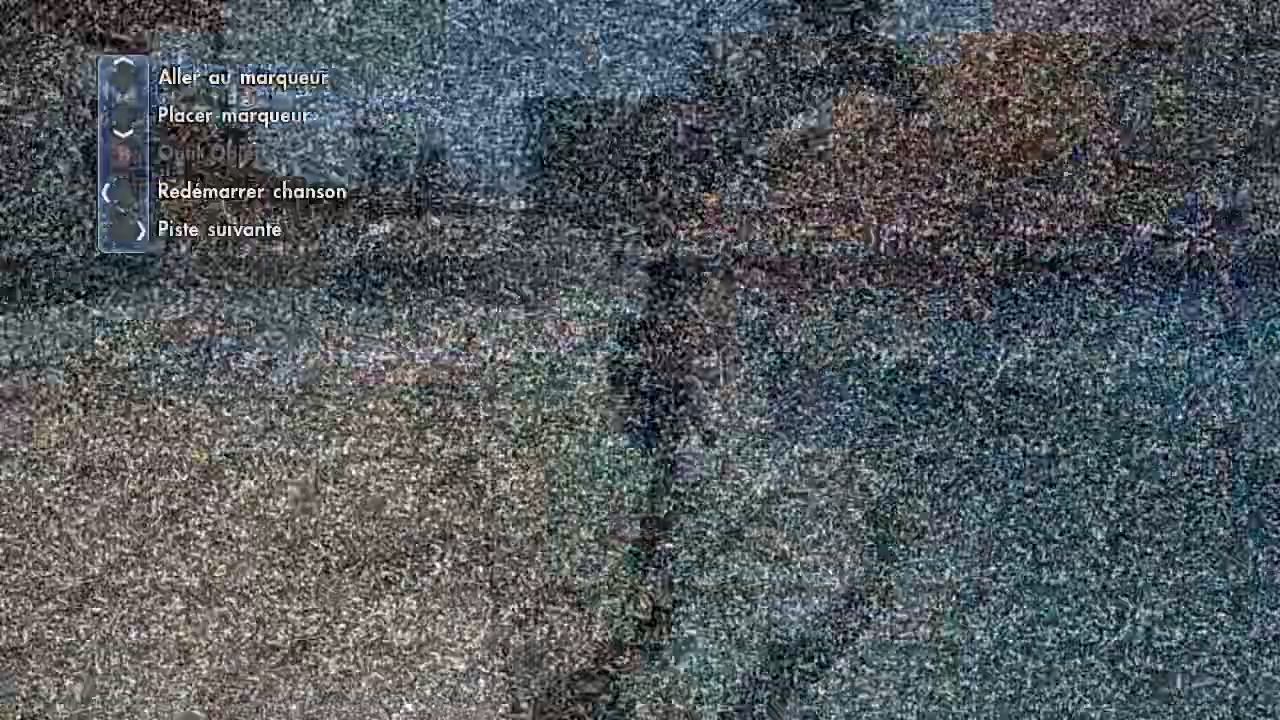 Aller au marqueur
Placer marqueur
Redémarrer chanson
Piste suivante